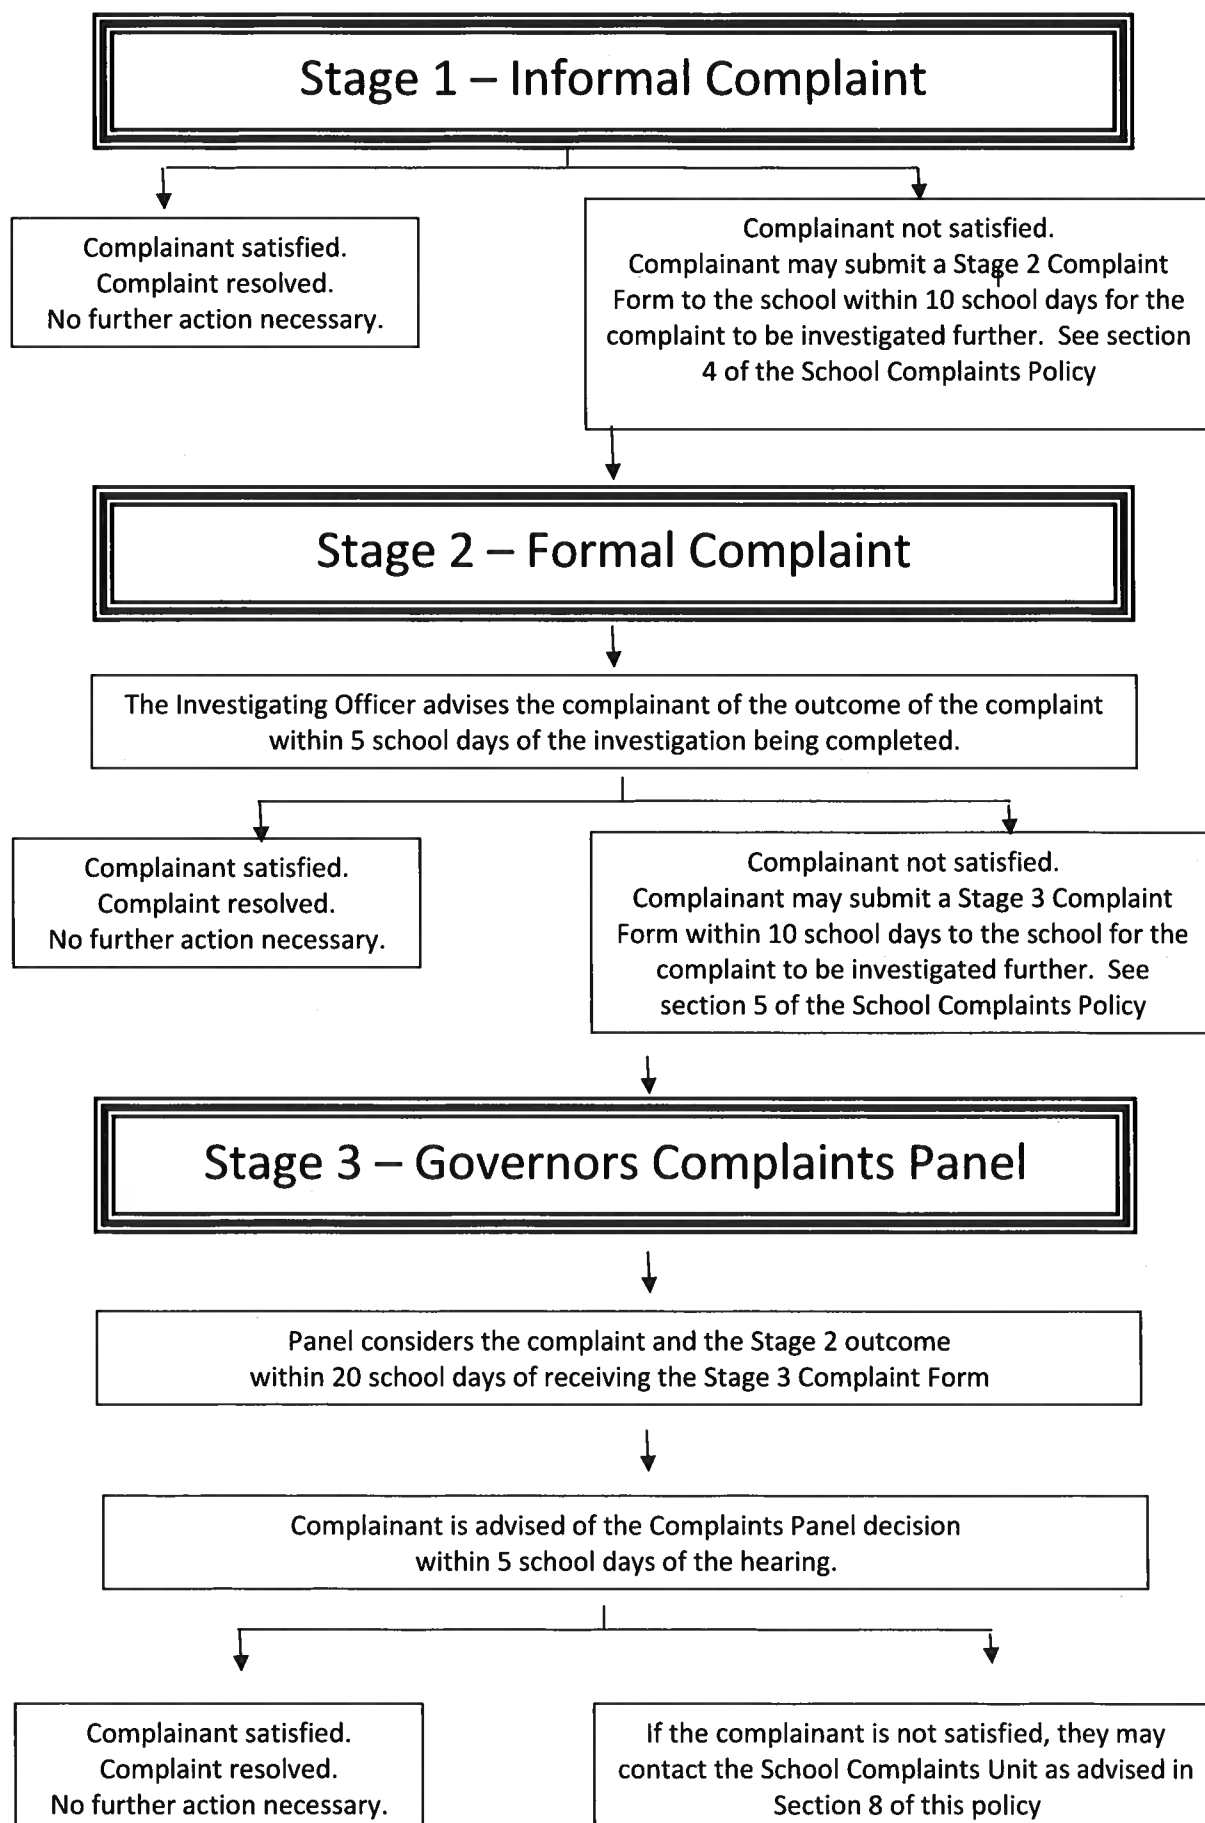 Stage 1 – Informal Complaint
Complainant satisfied.
Complaint resolved.
No further action necessary.
Complainant not satisfied.
Complainant may submit a Stage 2 Complaint
Form to the school within 10 school days for the
complaint to be investigated further.  See section
4 of the School Complaints Policy
Stage 2 – Formal Complaint
The Investigating Officer advises the complainant of the outcome of the complaint
within 5 school days of the investigation being completed.
Complainant satisfied.
Complaint resolved.
No further action necessary.
Complainant not satisfied.
Complainant may submit a Stage 3 Complaint
Form within 10 school days to the school for the
complaint to be investigated further.  See
section 5 of the School Complaints Policy
Stage 3 – Governors Complaints Panel
Panel considers the complaint and the Stage 2 outcome
within 20 school days of receiving the Stage 3 Complaint Form
Complainant is advised of the Complaints Panel decision
within 5 school days of the hearing.
Complainant satisfied.
Complaint resolved.
No further action necessary.
If the complainant is not satisfied, they may
contact the School Complaints Unit as advised in
Section 8 of this policy